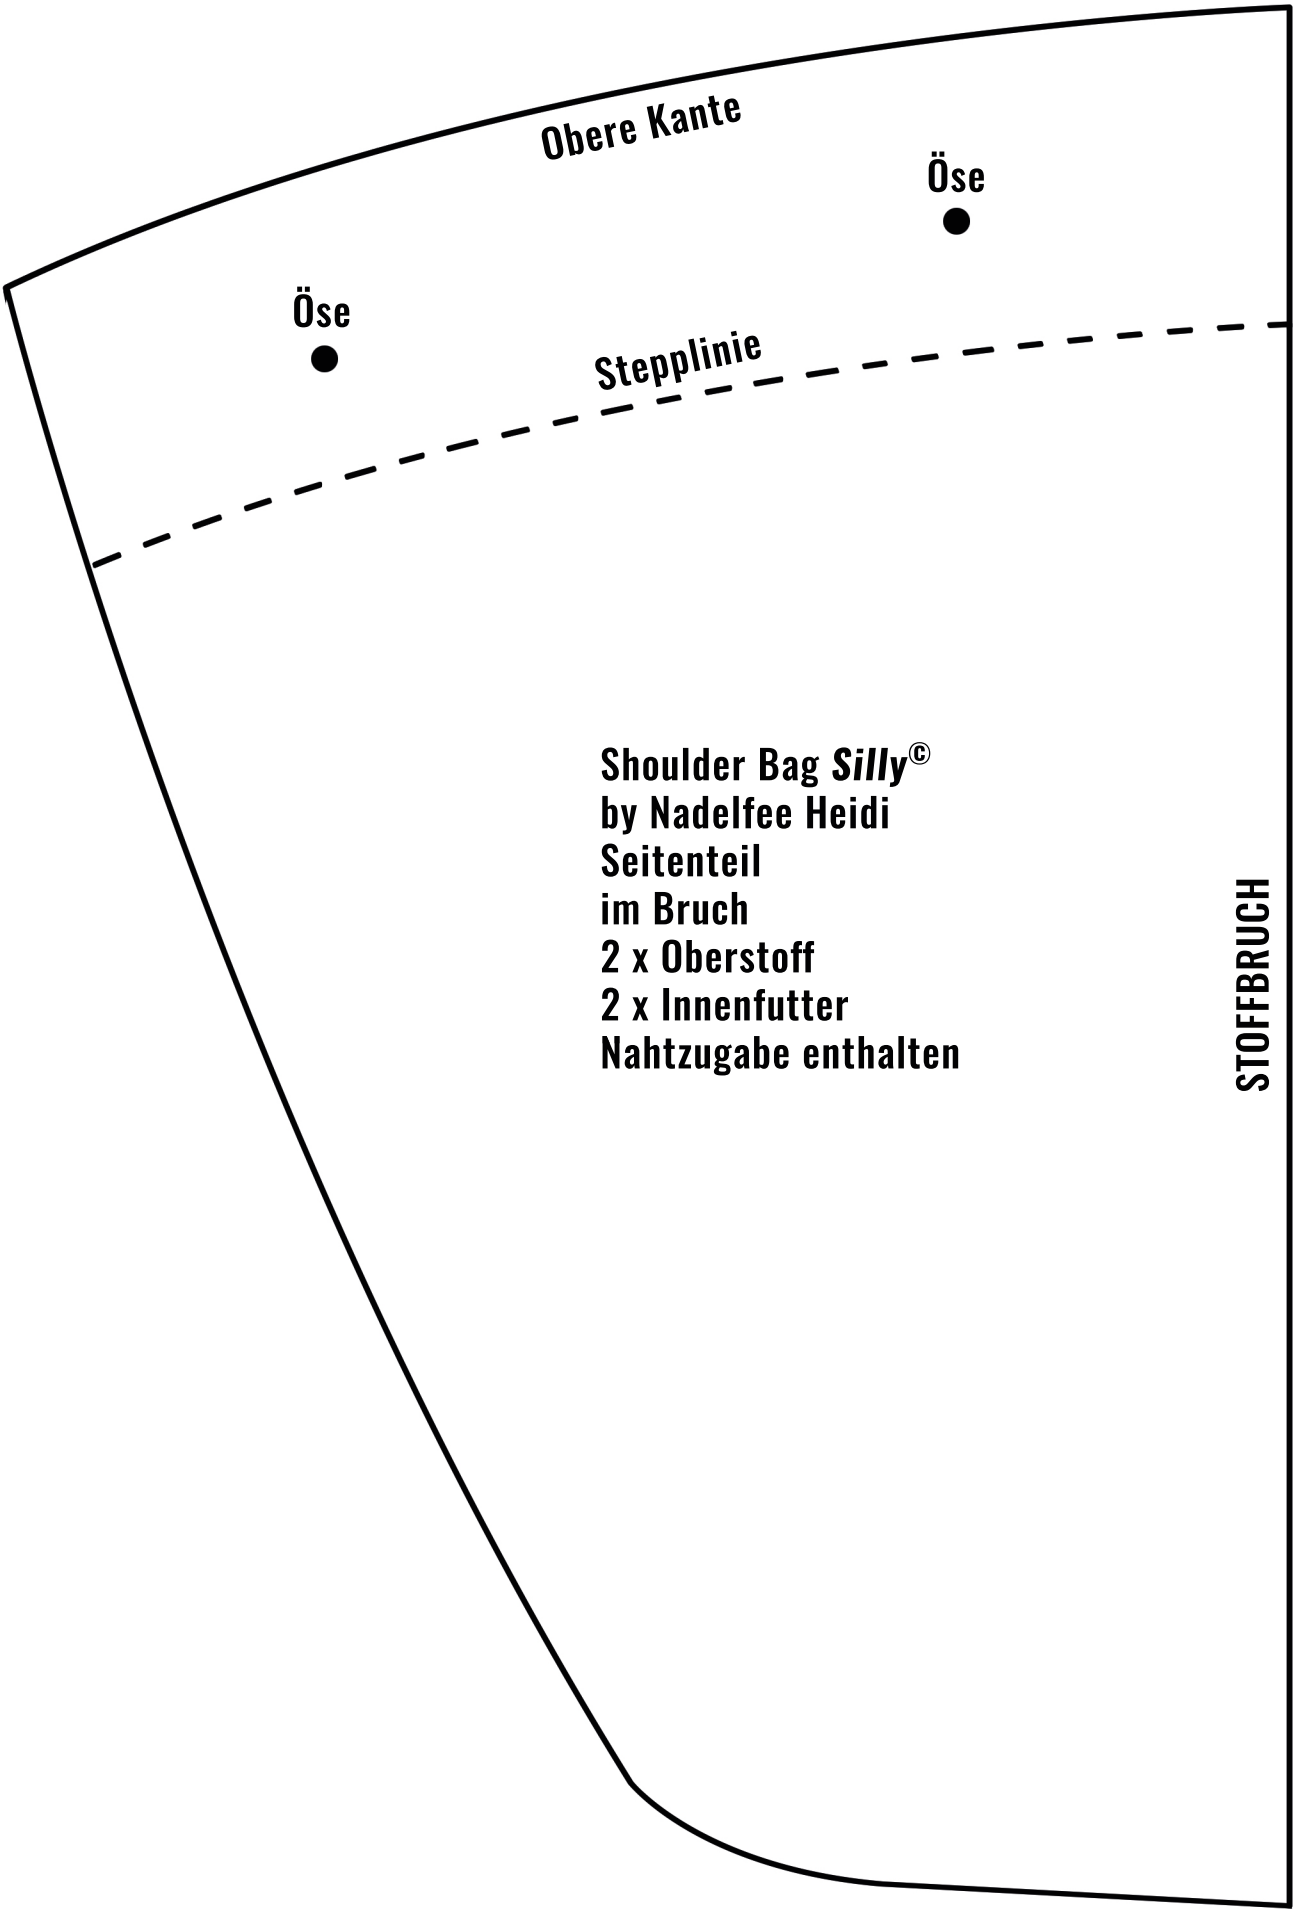 Obere Kante
Öse
Öse
Stepplinie
Shoulder Bag Silly©
by Nadelfee Heidi
Seitenteil
im Bruch
2 x Oberstoff
2 x Innenfutter
Nahtzugabe enthalten
STOFFBRUCH